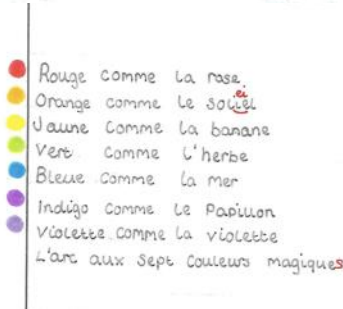 Rouge comme la rose.
Orange comme le soliel
ei
Jaune comme la banane
Vert comme l'herbe
Bleue comme la mer
Indigo comme le Papillon
Violette comme la violette
L'arc aux sept couleurs magiques